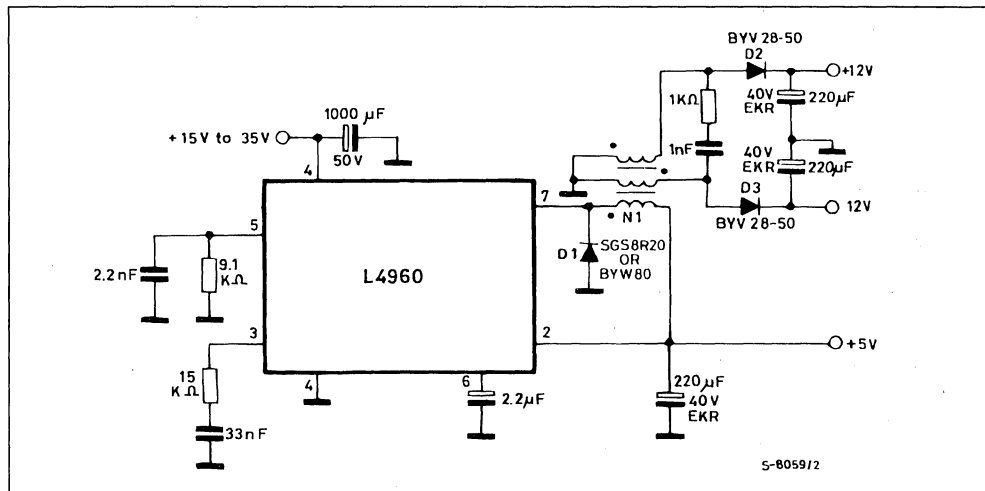 BYV 28-50
D2
+12V
1KΩ
40V
EKR
220µF
1000 µF
+15V to 35V
50V
4
1nF
40V
EKR
220µF
D3
12V
7
N1
BYV 28-50
5
D1
SGS8R20
OR
BYW80
2.2nF
9.1
KΩ
L4960
3
2
+5V
15
KΩ
4
6
2.2µF
220µF
40V
EKR
33nF
S-8059/2